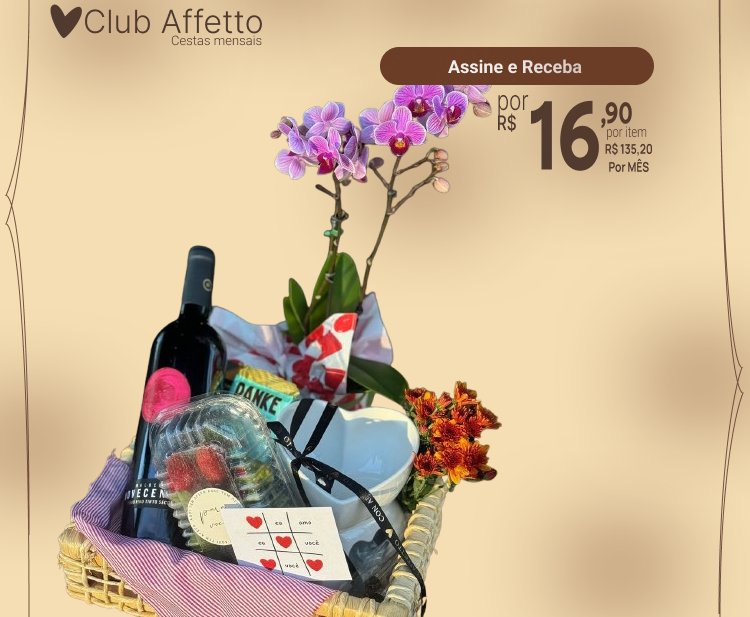 Club Affetto
Cestas mensais
Assine e Receba
por
R$ 16,90
por item
R$ 135,20
Por MÊS
DANKE
eu amo
eu você
você